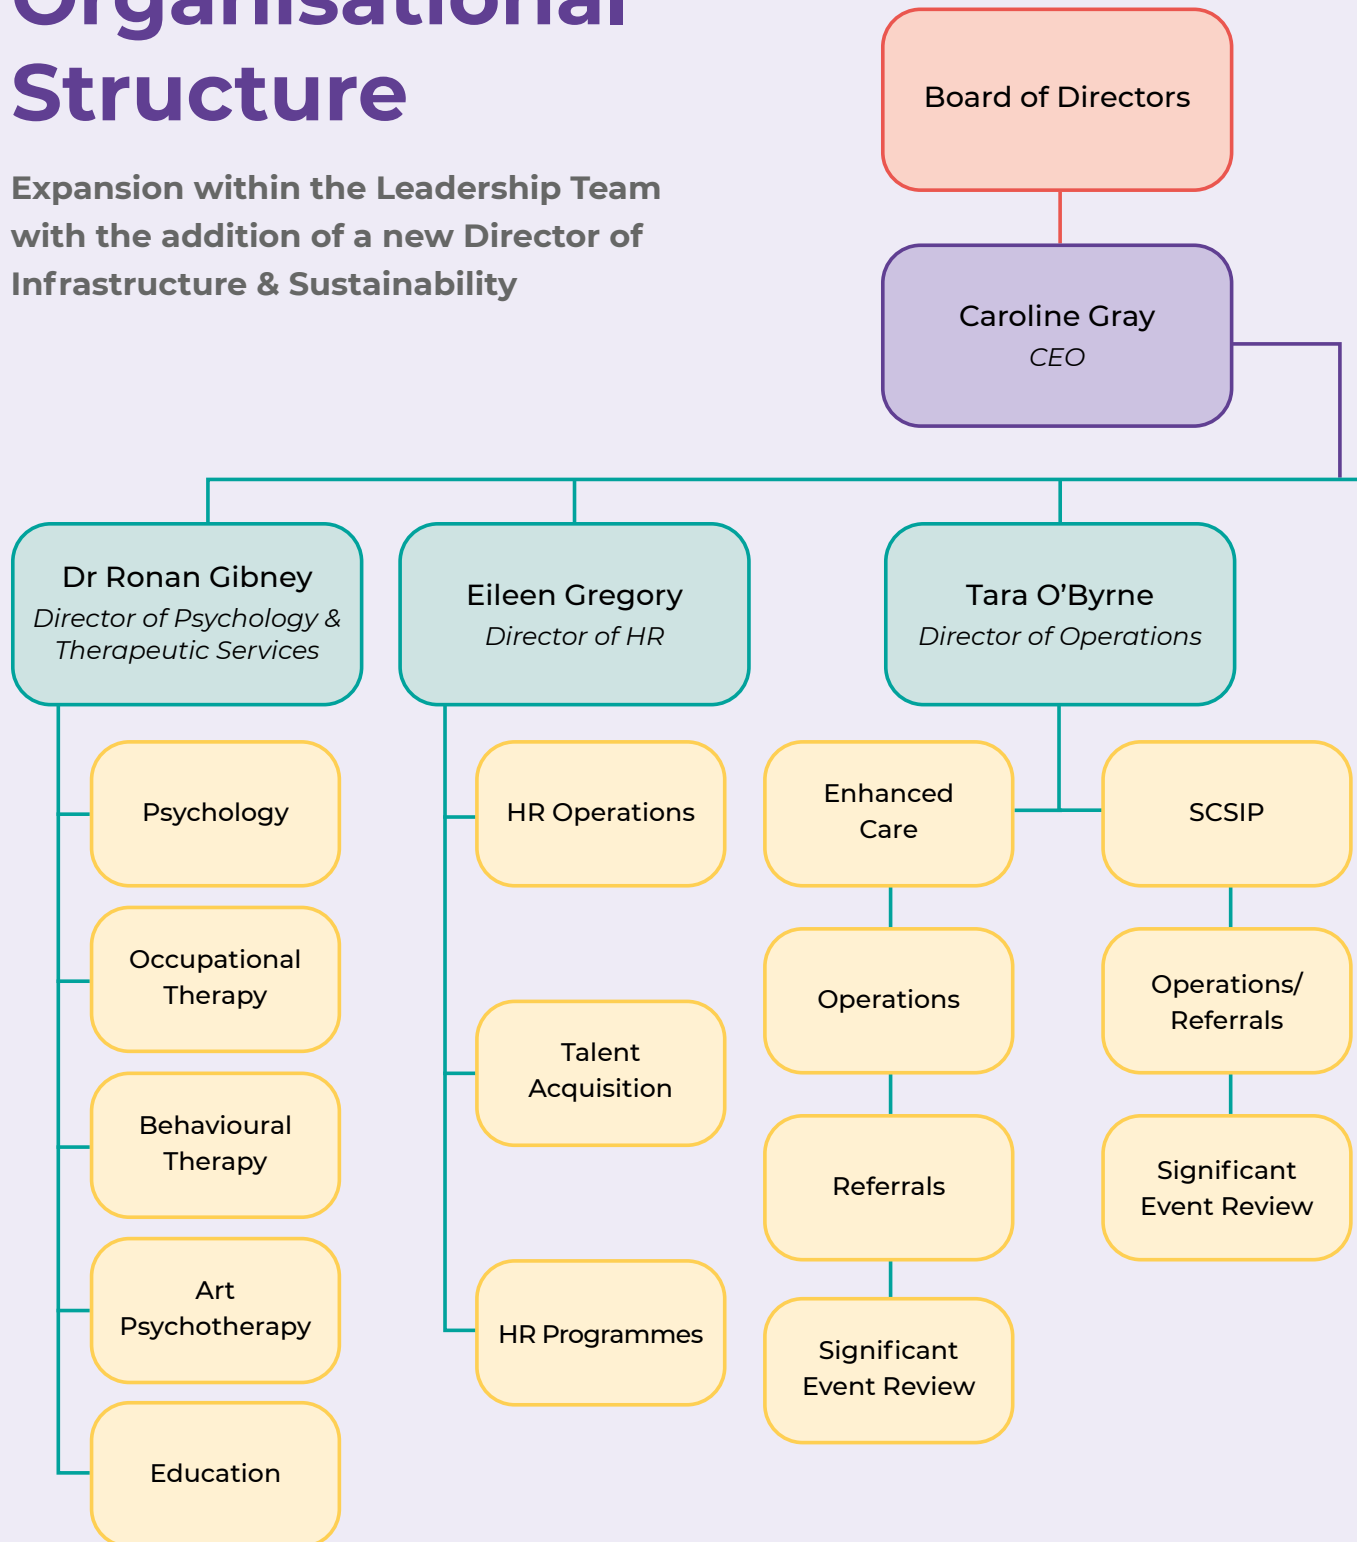 Organisational
Structure
Expansion within the Leadership Team
with the addition of a new Director of
Infrastructure & Sustainability
Board of Directors
Caroline Gray
CEO
Dr Ronan Gibney
Director of Psychology &
Therapeutic Services
Psychology
Occupational
Therapy
Behavioural
Therapy
Art
Psychotherapy
Education
Eileen Gregory
Director of HR
HR Operations
Talent
Acquisition
HR Programmes
Tara O’Byrne
Director of Operations
Enhanced
Care
Operations
Referrals
Significant
Event Review
SCSIP
Operations/
Referrals
Significant
Event Review